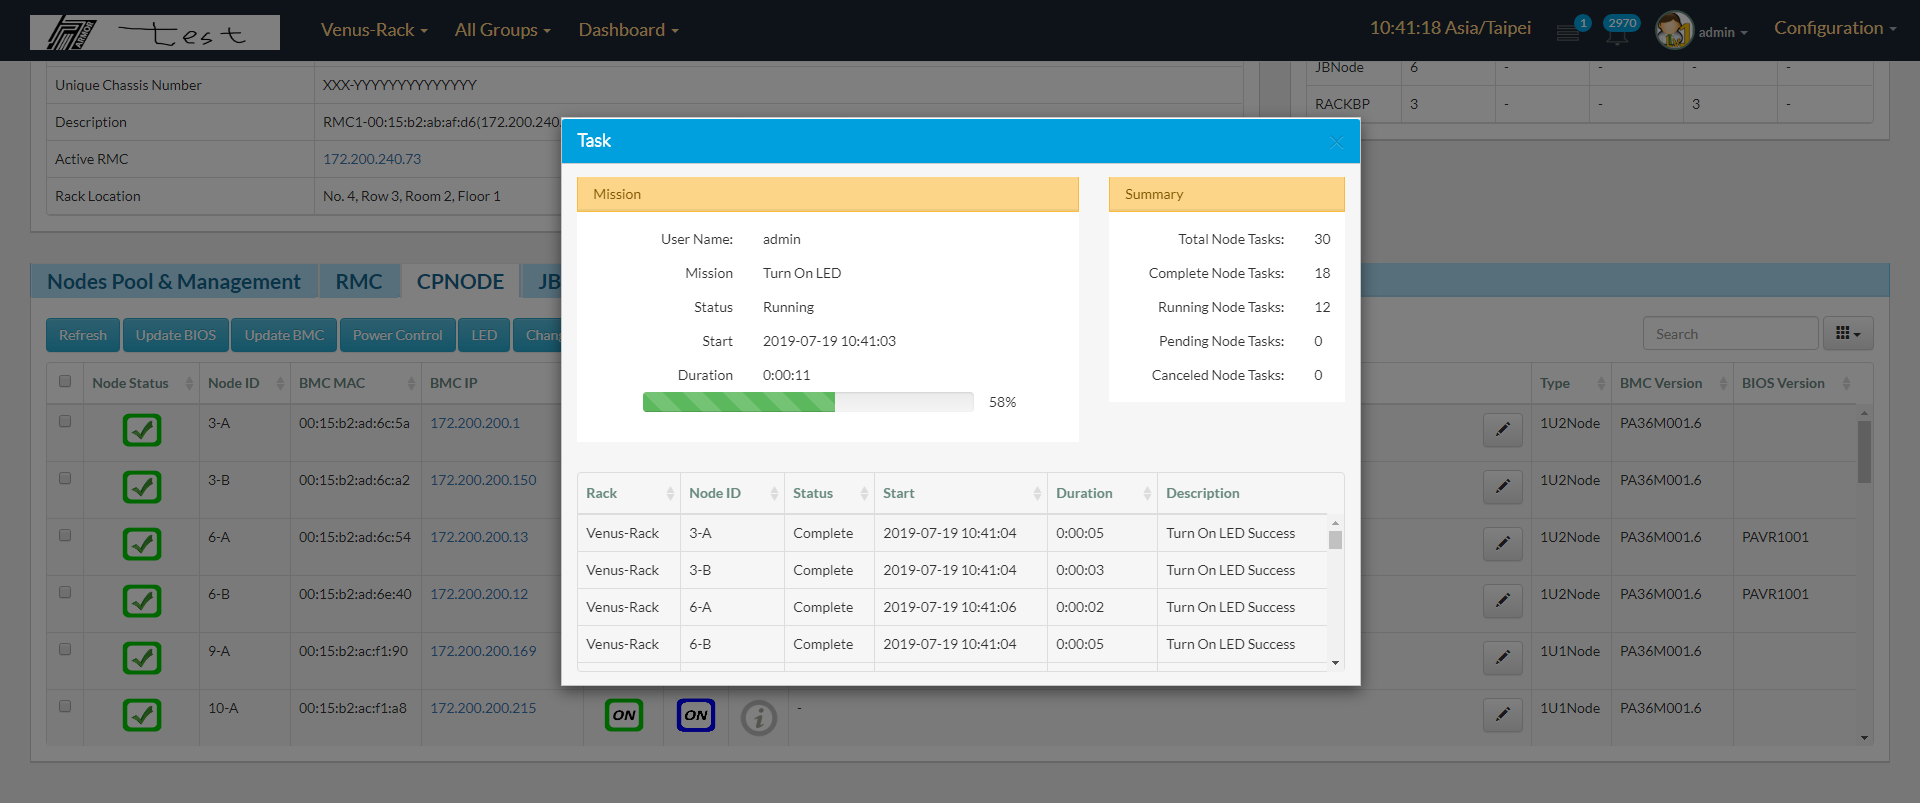 ARMOR test Venus-Rack All Groups Dashboard 10:41:18 Asia/Taipei 1 2970 admin Configuration
Unique Chassis Number XXX-YYYYYYYYYYYYYY
Description RMC1-00:15:b2:ab:af:d6(172.200.240.
Active RMC 172.200.240.73
Rack Location No. 4, Row 3, Room 2, Floor 1
JBNode 6 - - - -
RACKBP 3 - - 3 -
Nodes Pool & Management RMC CPNODE JB
Refresh Update BIOS Update BMC Power Control LED Chan
Search
Node Status Node ID BMC MAC BMC IP Type BMC Version BIOS Version
3-A 00:15:b2:ad:6c:5a 172.200.200.1 1U2Node PA36M001.6
3-B 00:15:b2:ad:6c:a2 172.200.200.150 1U2Node PA36M001.6
6-A 00:15:b2:ad:6c:54 172.200.200.13 1U2Node PA36M001.6 PAVR1001
6-B 00:15:b2:ad:6e:40 172.200.200.12 1U2Node PA36M001.6 PAVR1001
9-A 00:15:b2:ac:f1:90 172.200.200.169 1U1Node PA36M001.6
10-A 00:15:b2:ac:f1:a8 172.200.200.215 ON ON i - 1U1Node PA36M001.6
Task
Mission
User Name: admin
Mission Turn On LED
Status Running
Start 2019-07-19 10:41:03
Duration 0:00:11
58%
Summary
Total Node Tasks: 30
Complete Node Tasks: 18
Running Node Tasks: 12
Pending Node Tasks: 0
Canceled Node Tasks: 0
Rack Node ID Status Start Duration Description
Venus-Rack 3-A Complete 2019-07-19 10:41:04 0:00:05 Turn On LED Success
Venus-Rack 3-B Complete 2019-07-19 10:41:04 0:00:03 Turn On LED Success
Venus-Rack 6-A Complete 2019-07-19 10:41:06 0:00:02 Turn On LED Success
Venus-Rack 6-B Complete 2019-07-19 10:41:04 0:00:05 Turn On LED Success